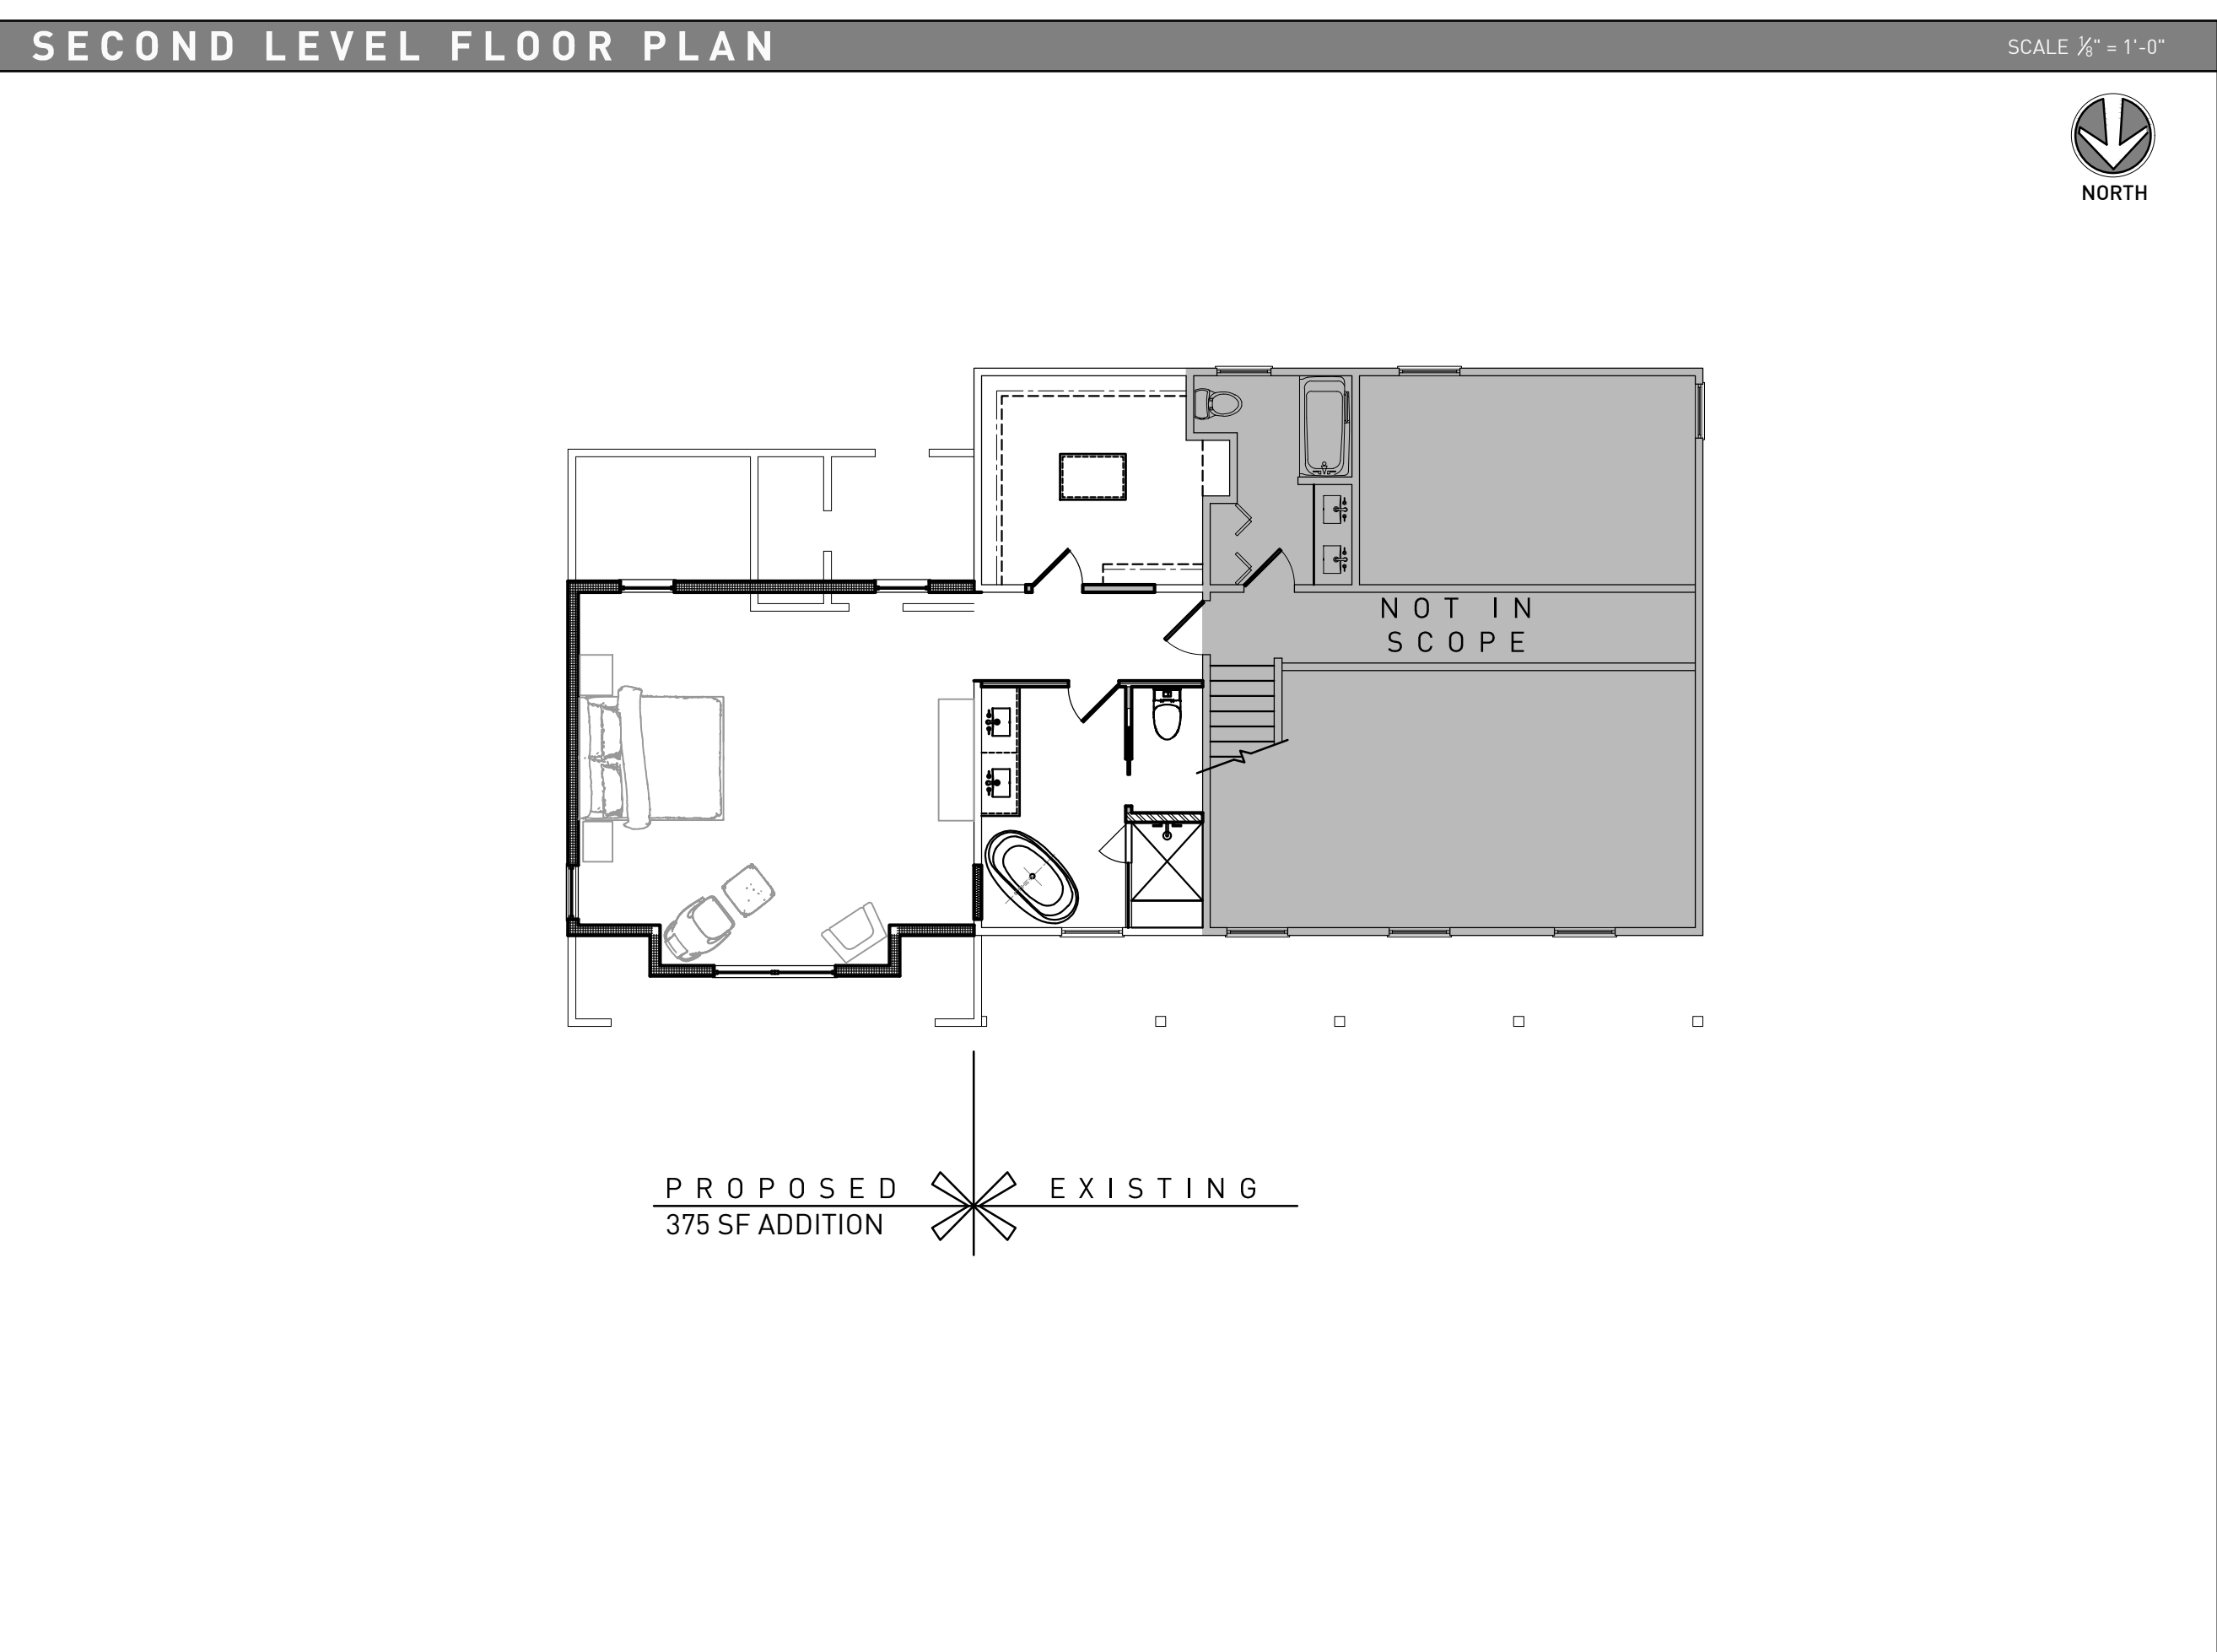 SECOND LEVEL FLOOR PLAN
SCALE 1/8" = 1'-0"
NORTH
NOT IN
SCOPE
PROPOSED
EXISTING
375 SF ADDITION